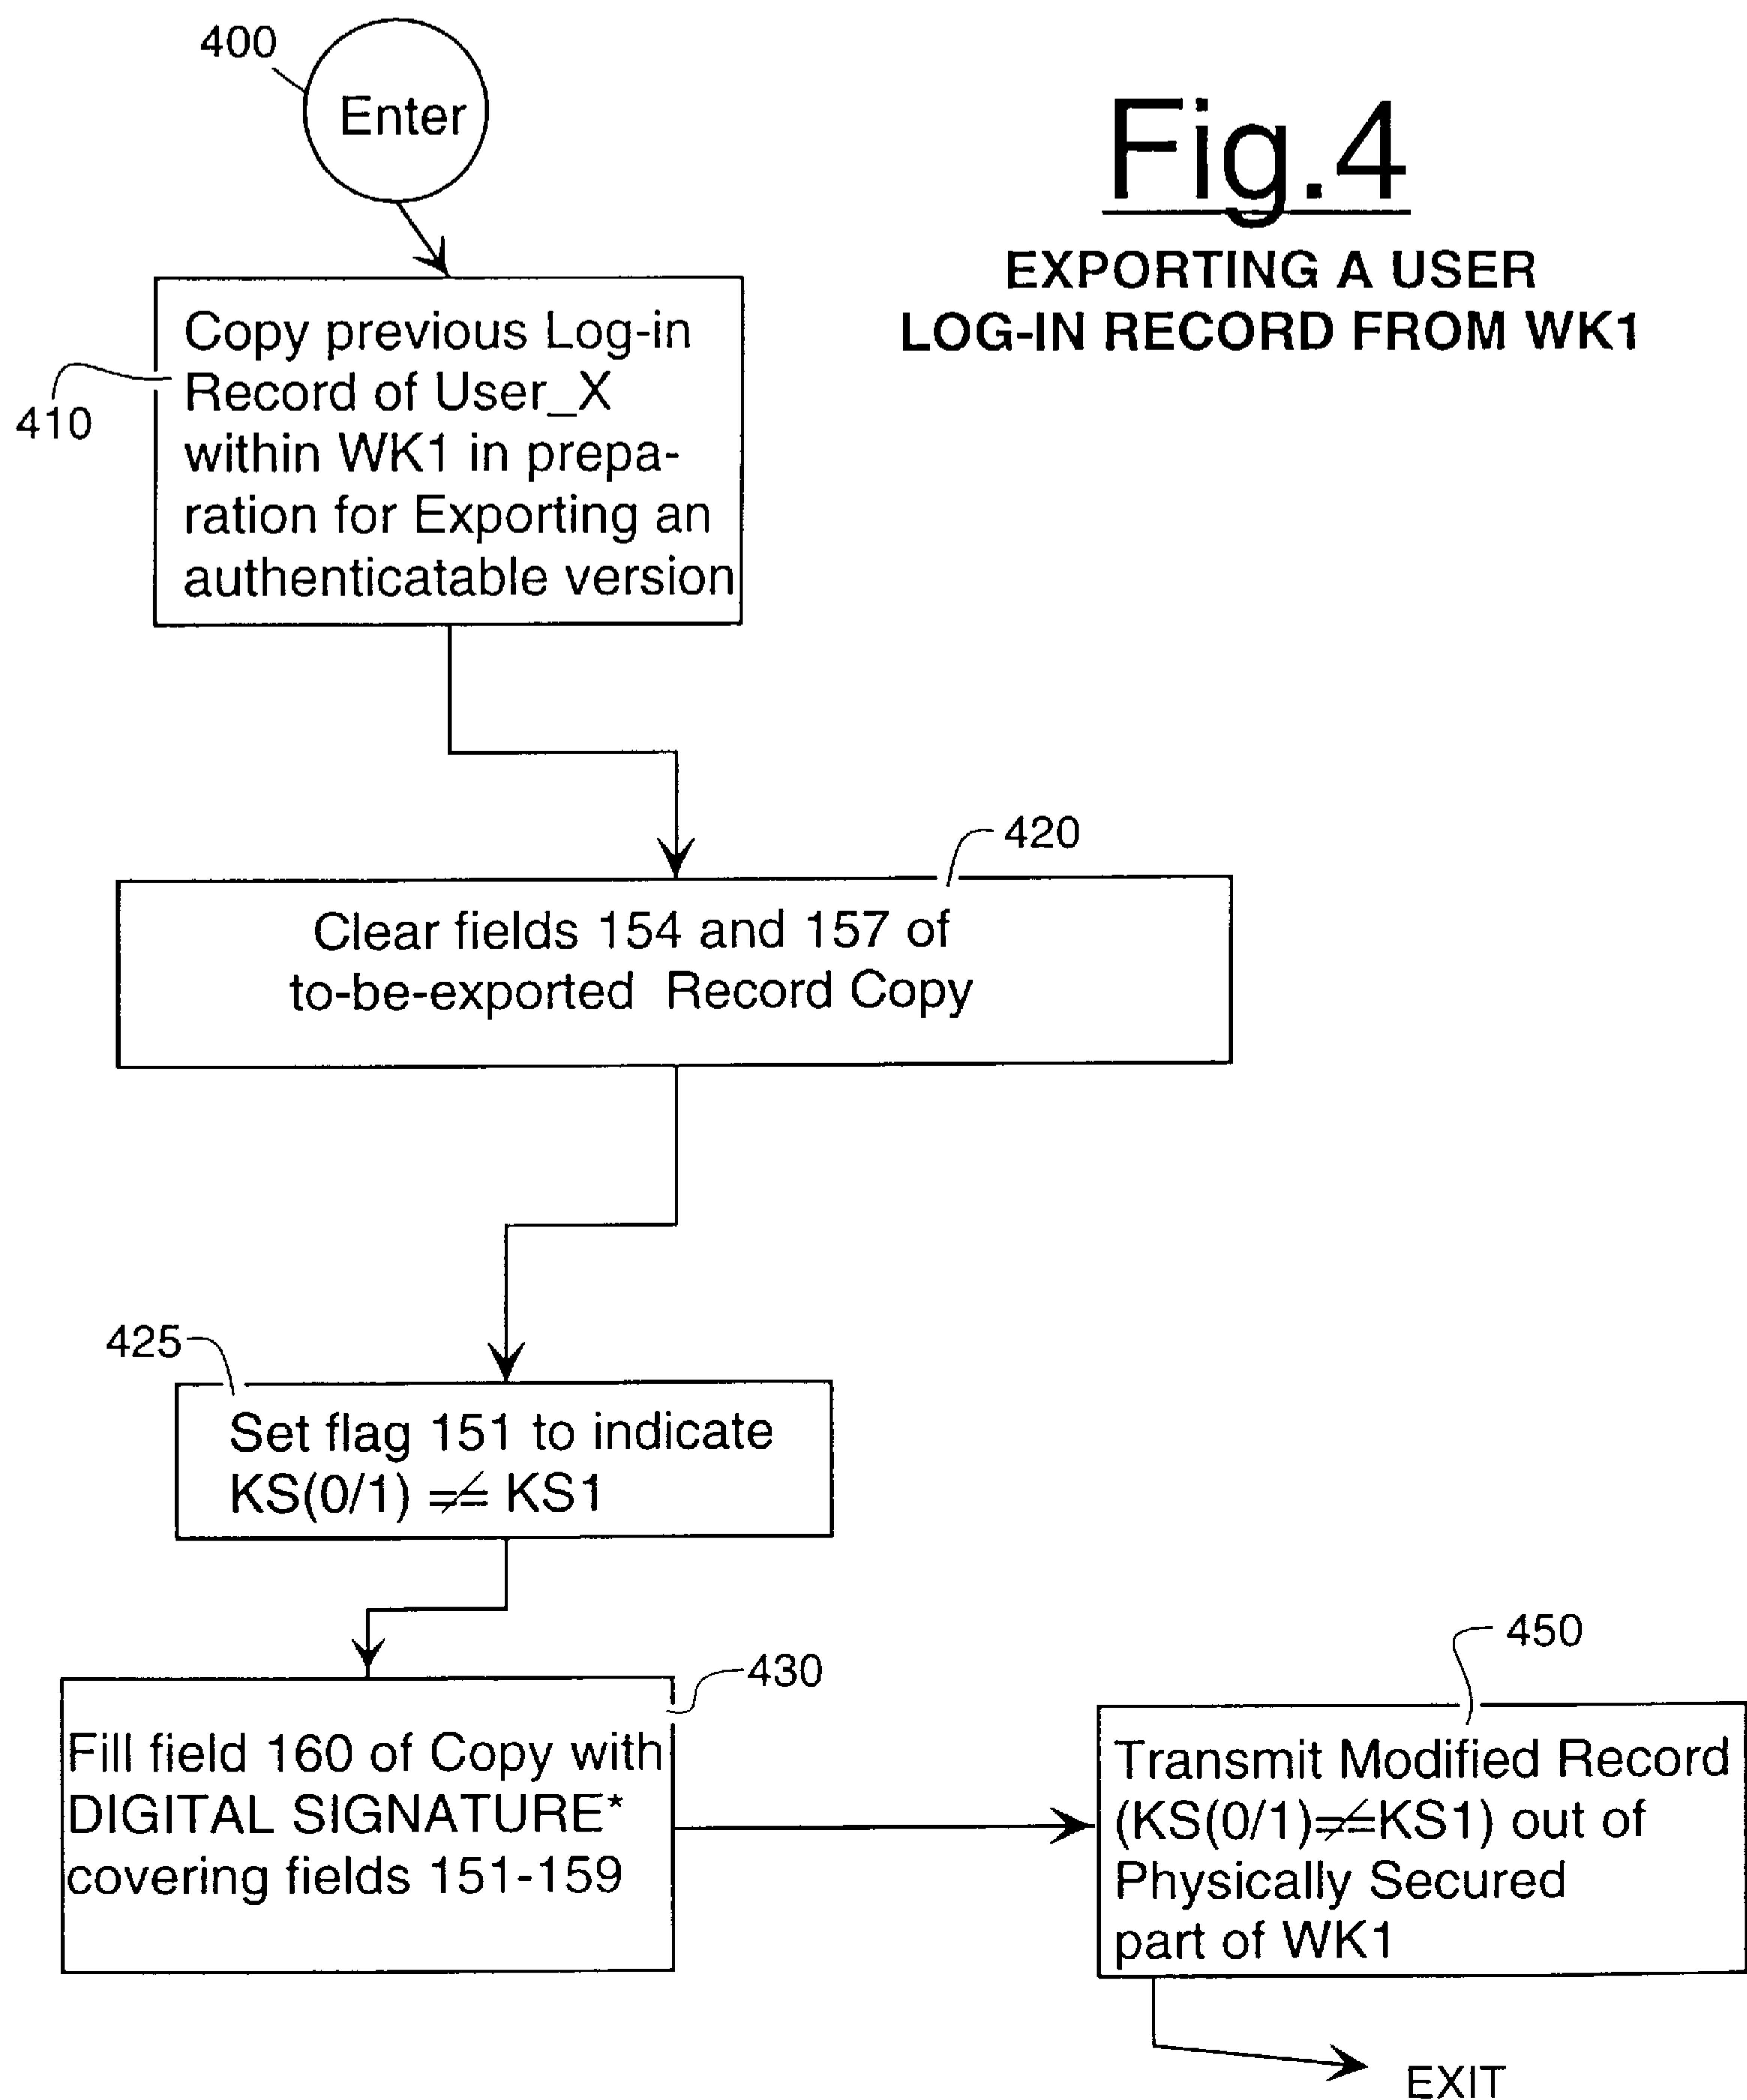 400
Enter
Fig.4
EXPORTING A USER
LOG-IN RECORD FROM WK1
410
Copy previous Log-in
Record of User_X
within WK1 in prepa-
ration for Exporting an
authenticatable version
420
Clear fields 154 and 157 of
to-be-exported Record Copy
425
Set flag 151 to indicate
KS(0/1) ≠ KS1
430
Fill field 160 of Copy with
DIGITAL SIGNATURE*
covering fields 151-159
450
Transmit Modified Record
(KS(0/1)≠KS1) out of
Physically Secured
part of WK1
EXIT